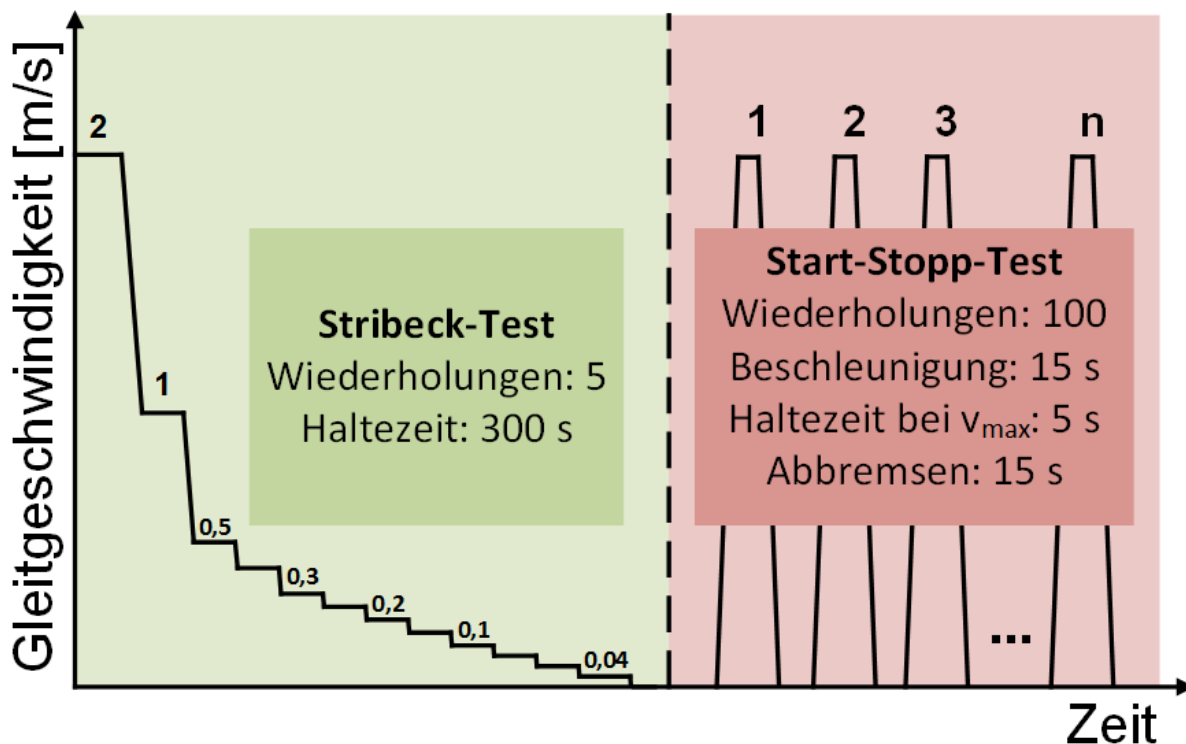 Gleitgeschwindigkeit [m/s]
2
1
0,5
0,3
0,2
0,1
0,04
Stribeck-Test
Wiederholungen: 5
Haltezeit: 300 s
1 2 3 n
Start-Stopp-Test
Wiederholungen: 100
Beschleunigung: 15 s
Haltezeit bei vmax: 5 s
Abbremsen: 15 s
...
Zeit